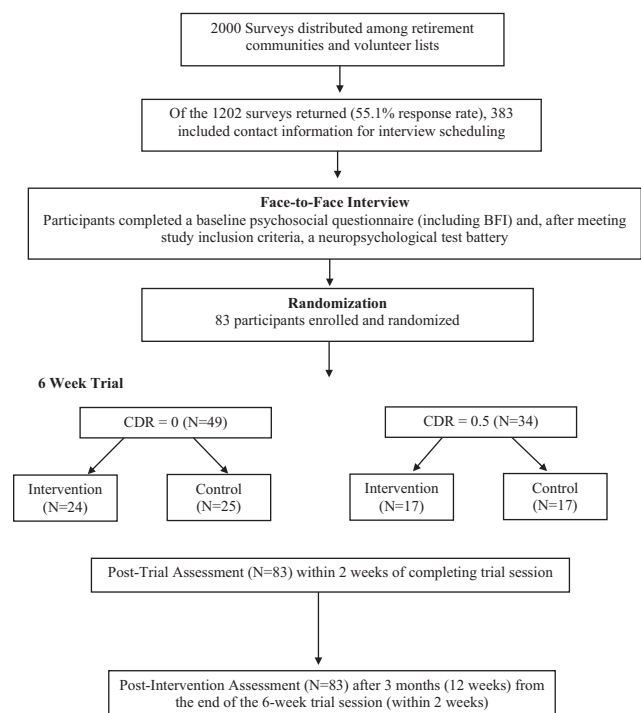 2000 Surveys distributed among retirement
communities and volunteer lists
Of the 1202 surveys returned (55.1% response rate), 383
included contact information for interview scheduling
Face-to-Face Interview
Participants completed a baseline psychosocial questionnaire (including BFI) and, after meeting
study inclusion criteria, a neuropsychological test battery
Randomization
83 participants enrolled and randomized
6 Week Trial
CDR = 0 (N=49)
CDR = 0.5 (N=34)
Intervention
(N=24)
Control
(N=25)
Intervention
(N=17)
Control
(N=17)
Post-Trial Assessment (N=83) within 2 weeks of completing trial session
Post-Intervention Assessment (N=83) after 3 months (12 weeks) from
the end of the 6-week trial session (within 2 weeks)